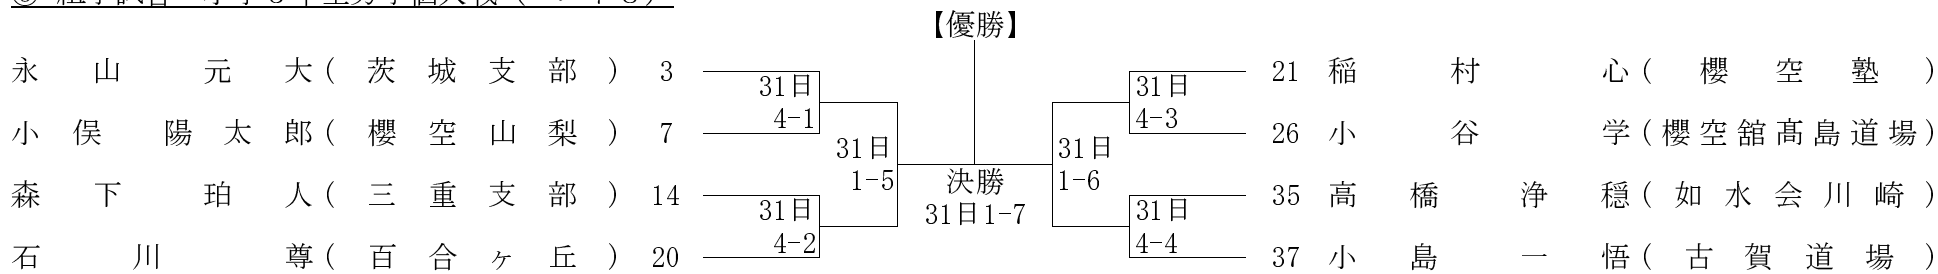 【優勝】
永山元大(茨城支部) 3
31日
4-1
小俣陽太郎(櫻空山梨) 7
31日
1-5
森下珀人(三重支部) 14
31日
4-2
石川尊(百合ヶ丘) 20
決勝
31日1-7
21 稲村心(櫻空塾)
31日
4-3
26 小谷学(櫻空舘髙島道場)
31日
1-6
35 高橋浄穏(如水会川崎)
31日
4-4
37 小島一悟(古賀道場)